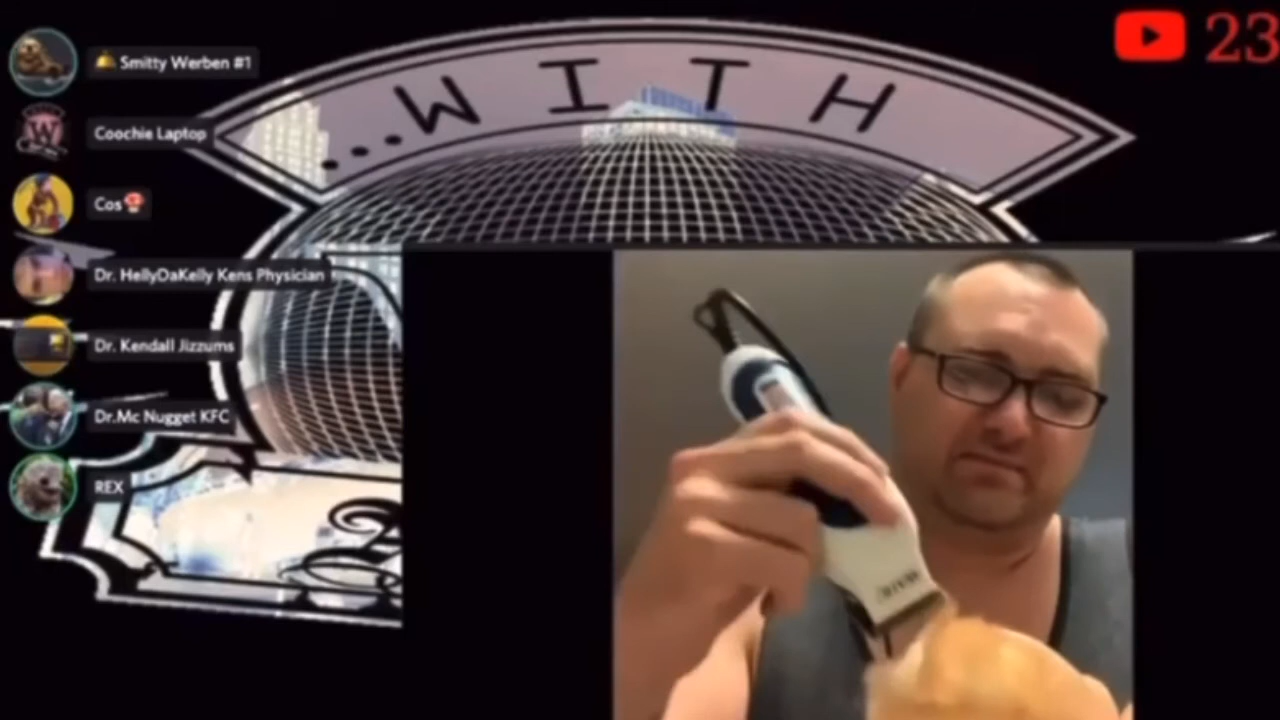 23
Smitty Werben #1
...WITH
Coochie Laptop
Cos
Dr. HellyDaKelly Kens Physician
Dr. Kendall Jizzums
Dr.Mc Nugget KFC
REX